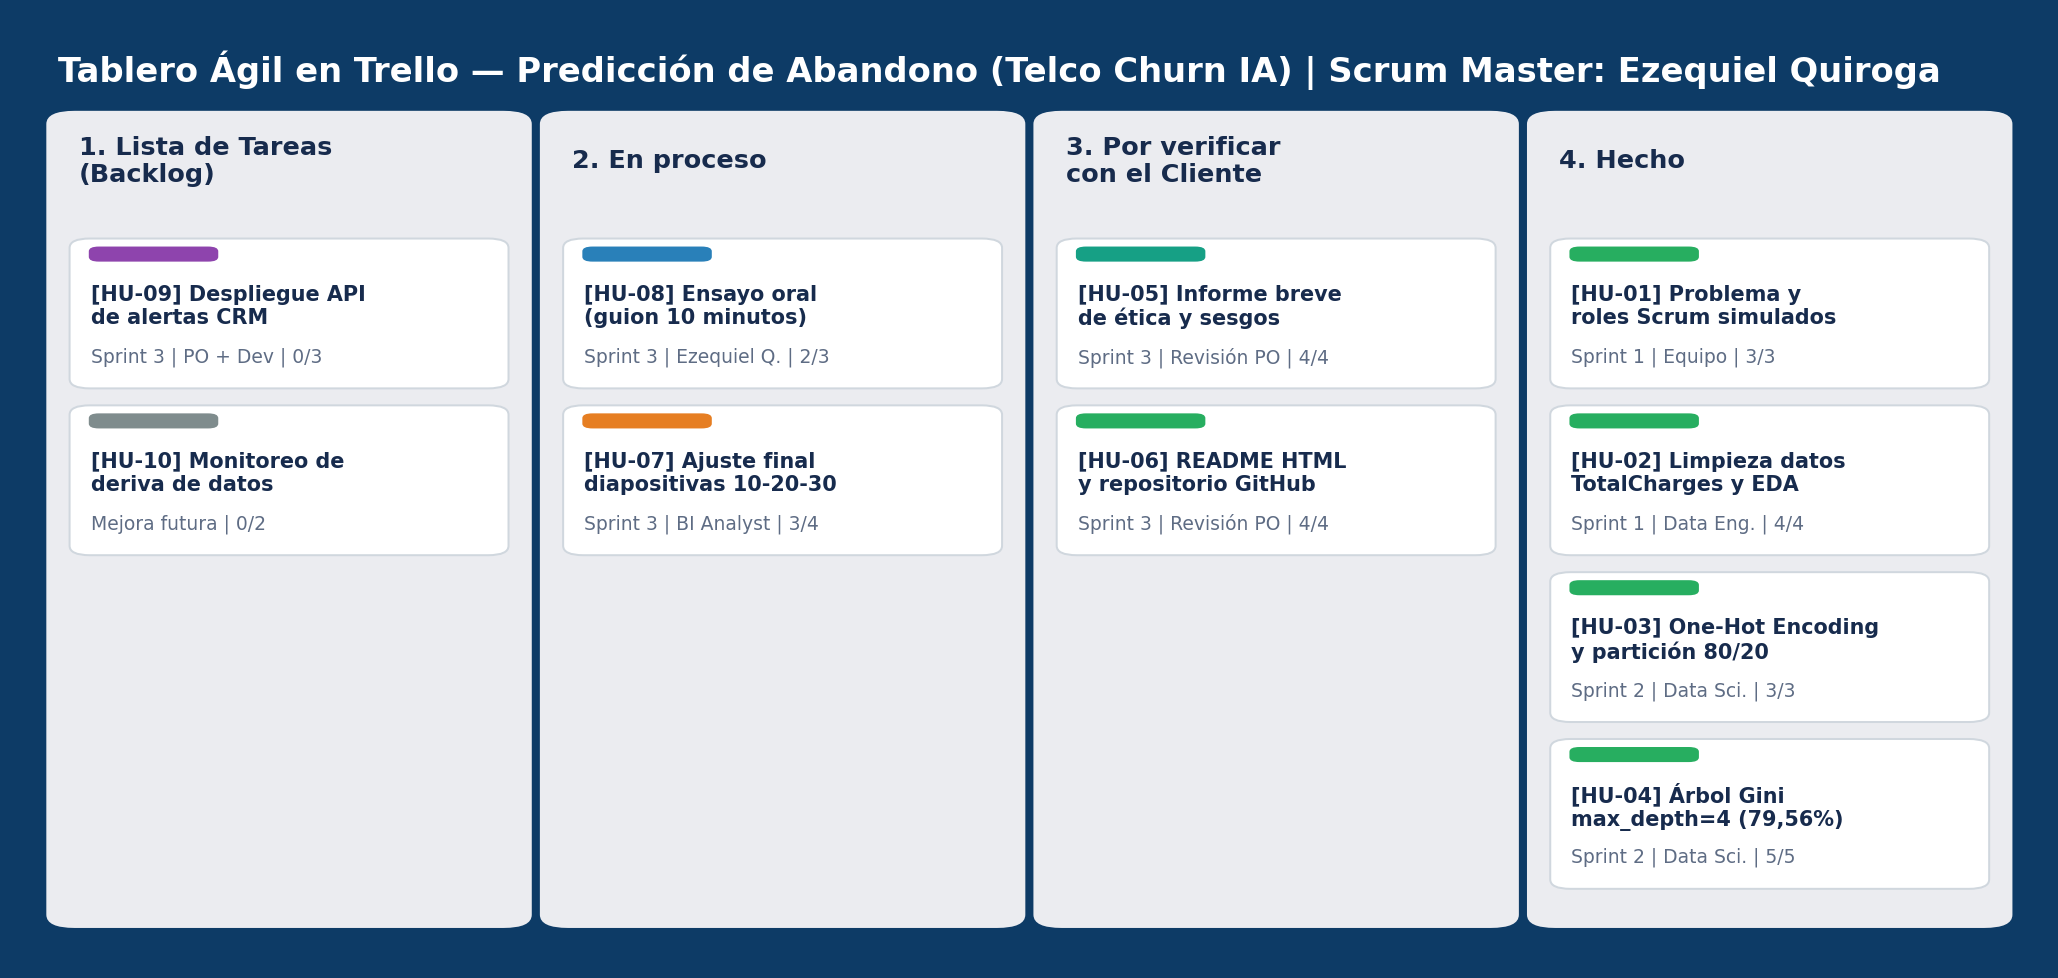 Tablero Ágil en Trello — Predicción de Abandono (Telco Churn IA) | Scrum Master: Ezequiel Quiroga
1. Lista de Tareas
(Backlog)
[HU-09] Despliegue API
de alertas CRM
Sprint 3 | PO + Dev | 0/3
[HU-10] Monitoreo de
deriva de datos
Mejora futura | 0/2
2. En proceso
[HU-08] Ensayo oral
(guion 10 minutos)
Sprint 3 | Ezequiel Q. | 2/3
[HU-07] Ajuste final
diapositivas 10-20-30
Sprint 3 | BI Analyst | 3/4
3. Por verificar
con el Cliente
[HU-05] Informe breve
de ética y sesgos
Sprint 3 | Revisión PO | 4/4
[HU-06] README HTML
y repositorio GitHub
Sprint 3 | Revisión PO | 4/4
4. Hecho
[HU-01] Problema y
roles Scrum simulados
Sprint 1 | Equipo | 3/3
[HU-02] Limpieza datos
TotalCharges y EDA
Sprint 1 | Data Eng. | 4/4
[HU-03] One-Hot Encoding
y partición 80/20
Sprint 2 | Data Sci. | 3/3
[HU-04] Árbol Gini
max_depth=4 (79,56%)
Sprint 2 | Data Sci. | 5/5